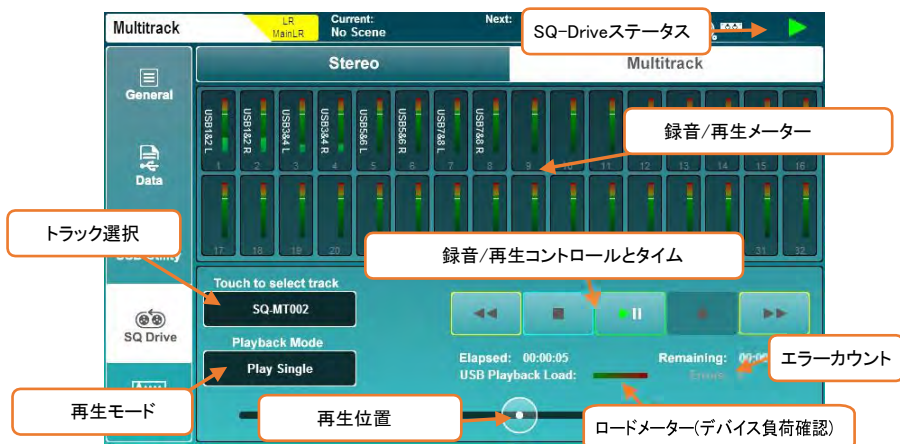 Multitrack
LR
MainLR
Current:
No Scene
Next:
SQ-Driveステータス
Stereo
Multitrack
General
Data
SQ Drive
USB1&2 L
USB1&2 R
USB3&4 L
USB3&4 R
USB5&6 L
USB5&6 R
USB7&8 L
USB7&8 R
1 2 3 4 5 6 7 8 9 10 11 12 13 14 15 16
録音/再生メーター
17 18 19 20 31 32
トラック選択
録音/再生コントロールとタイム
Touch to select track
SQ-MT002
Playback Mode
Play Single
Elapsed: 00:00:05
Remaining:
USB Playback Load:
Errors:
エラーカウント
再生モード
再生位置
ロードメーター(デバイス負荷確認)